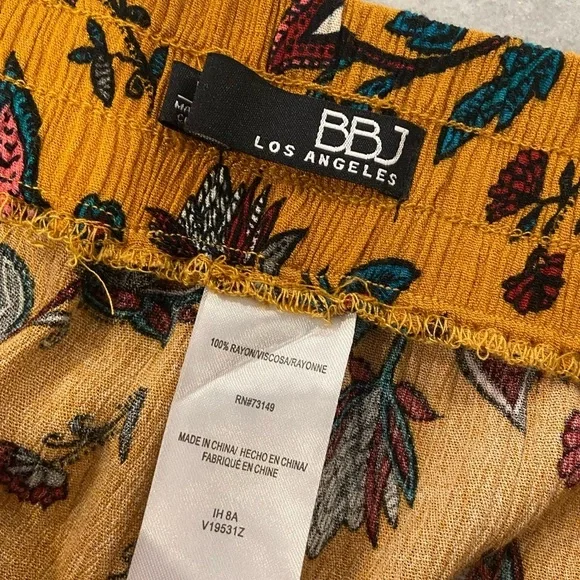 BBJ
LOS ANGELES
100% RAYON/VISCOSA/RAYONNE
RN#73149
MADE IN CHINA/ HECHO EN CHINA/
FABRIQUÉ EN CHINE
IH 8A
V19531Z